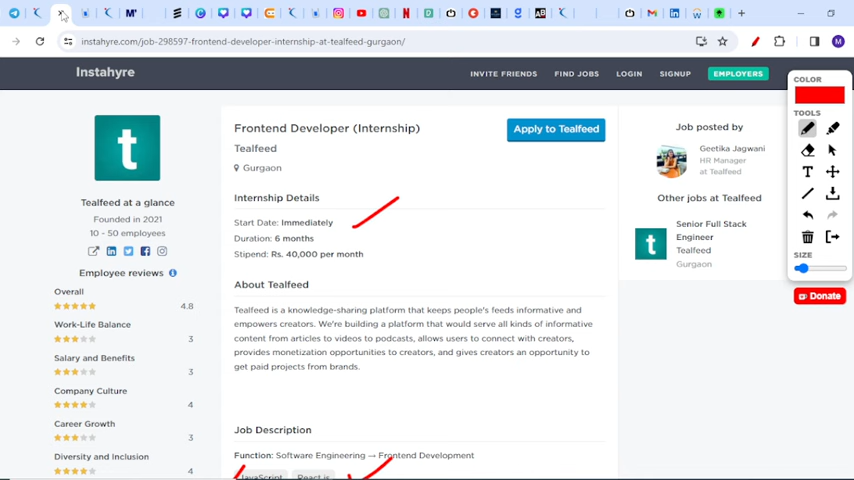 instahyre.com/job-298597-frontend-developer-internship-at-tealfeed-gurgaon/
M
Instahyre
INVITE FRIENDS
FIND JOBS
LOGIN
SIGNUP
EMPLOYERS
t
Tealfeed at a glance
Founded in 2021
10 - 50 employees
Employee reviews
Overall
4.8
Work-Life Balance
3
Salary and Benefits
3
Company Culture
4
Career Growth
3
Diversity and Inclusion
4
Frontend Developer (Internship)
Tealfeed
Gurgaon
Apply to Tealfeed
Internship Details
Start Date: Immediately
Duration: 6 months
Stipend: Rs. 40,000 per month
About Tealfeed
Tealfeed is a knowledge-sharing platform that keeps people's feeds informative and
empowers creators. We're building a platform that would serve all kinds of informative
content from articles to videos to podcasts, allows users to connect with creators,
provides monetization opportunities to creators, and gives creators an opportunity to
get paid projects from brands.
Job Description
Function: Software Engineering → Frontend Development
JavaScript
React.js
Job posted by
Geetika Jagwani
HR Manager
at Tealfeed
Other jobs at Tealfeed
t
Senior Full Stack
Engineer
Tealfeed
Gurgaon
COLOR
TOOLS
T
SIZE
Donate